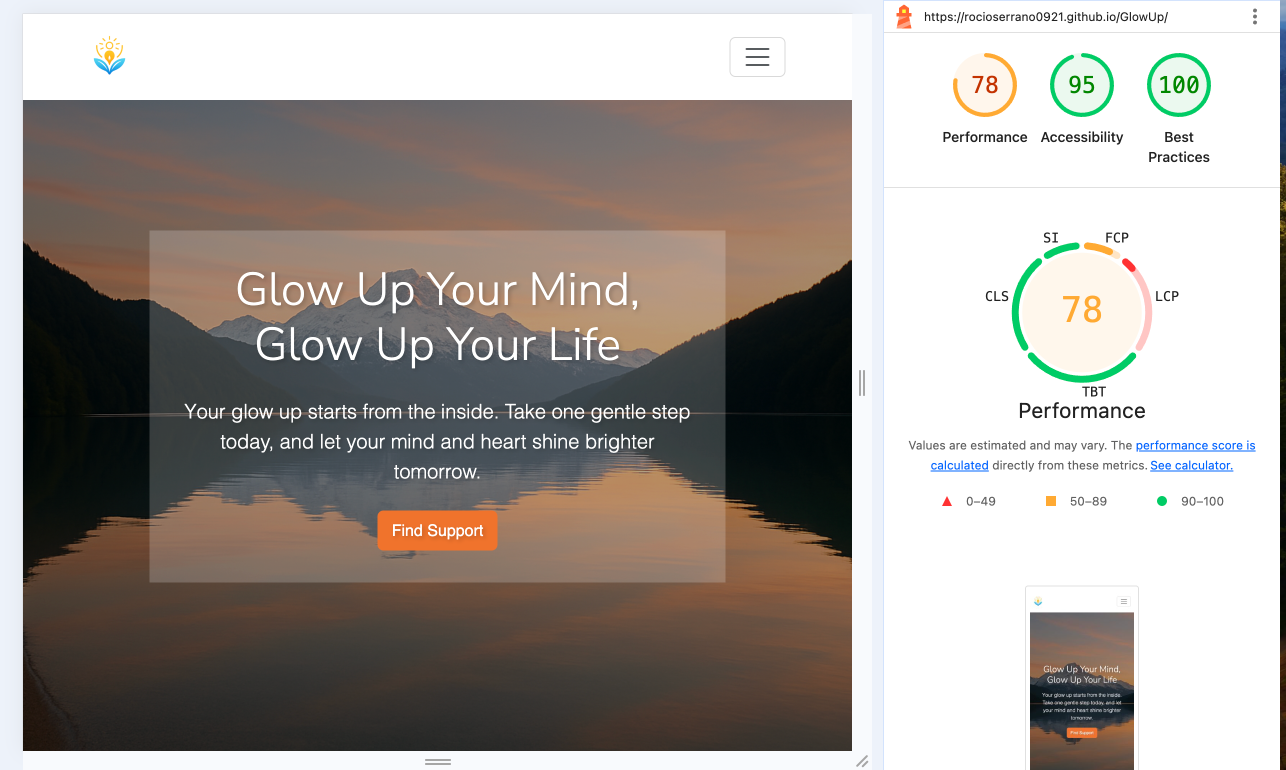 Glow Up Your Mind,
Glow Up Your Life
Your glow up starts from the inside. Take one gentle step
today, and let your mind and heart shine brighter
tomorrow.
Find Support
https://rocioserrano0921.github.io/GlowUp/
78
95
100
Performance
Accessibility
Best
Practices
SI
FCP
CLS
LCP
78
TBT
Performance
Values are estimated and may vary. The performance score is
calculated directly from these metrics. See calculator.
0–49
50–89
90–100
Glow Up Your Mind,
Glow Up Your Life
Your glow up starts from the inside.
Take one gentle step today, and let
your mind and heart shine brighter
tomorrow.
Find Support